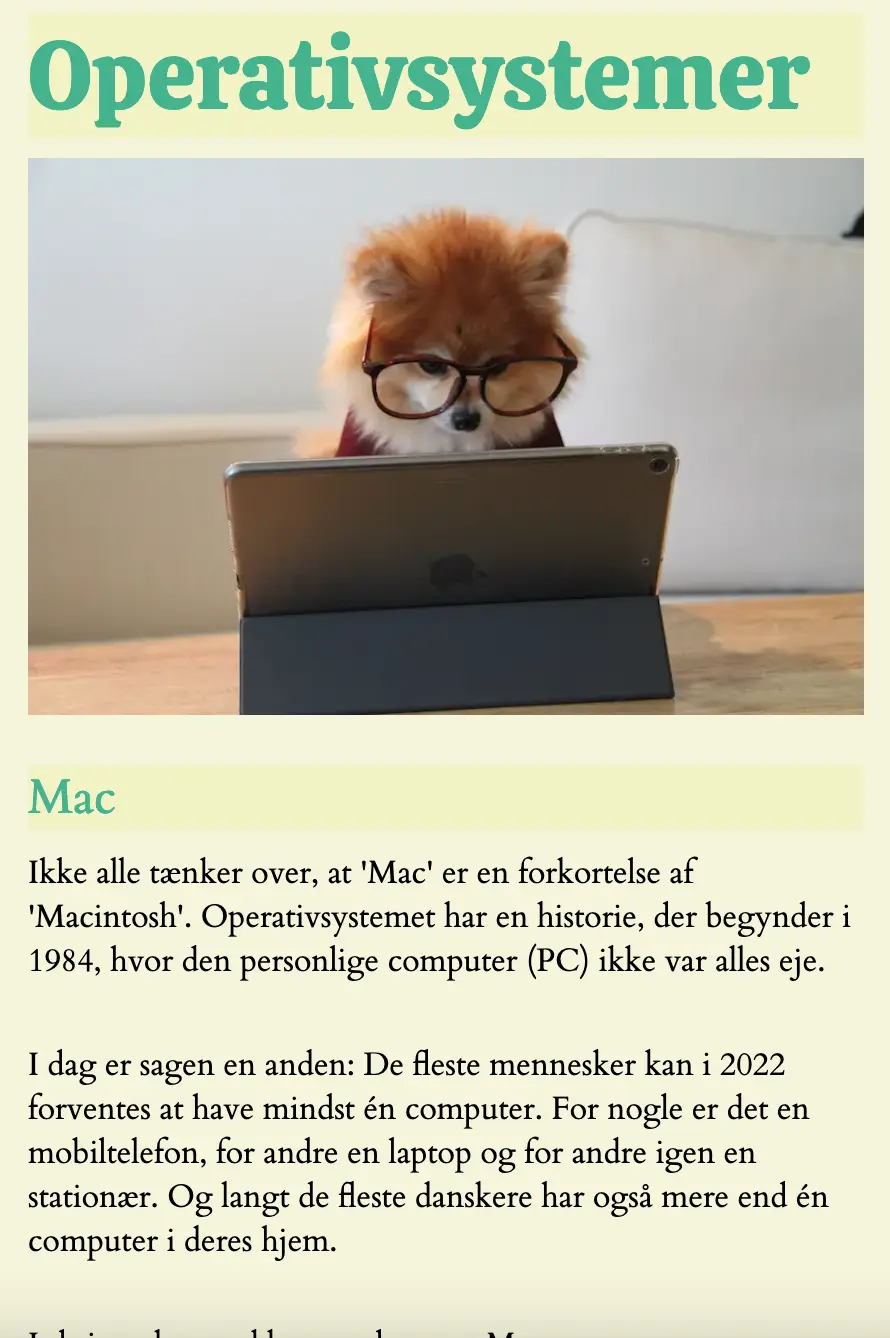 Operativsystemer
Mac
Ikke alle tænker over, at 'Mac' er en forkortelse af
'Macintosh'. Operativsystemet har en historie, der begynder i
1984, hvor den personlige computer (PC) ikke var alles eje.
I dag er sagen en anden: De fleste mennesker kan i 2022
forventes at have mindst én computer. For nogle er det en
mobiltelefon, for andre en laptop og for andre igen en
stationær. Og langt de fleste danskere har også mere end én
computer i deres hjem.